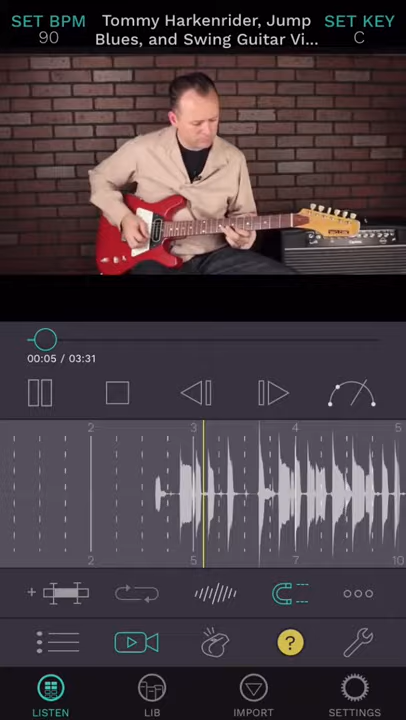 SET BPM
90
Tommy Harkenrider, Jump
Blues, and Swing Guitar Vi...
SET KEY
C
00:05 / 03:31
2 3 4 5
2 5 7 10
?
LISTEN
LIB
IMPORT
SETTINGS